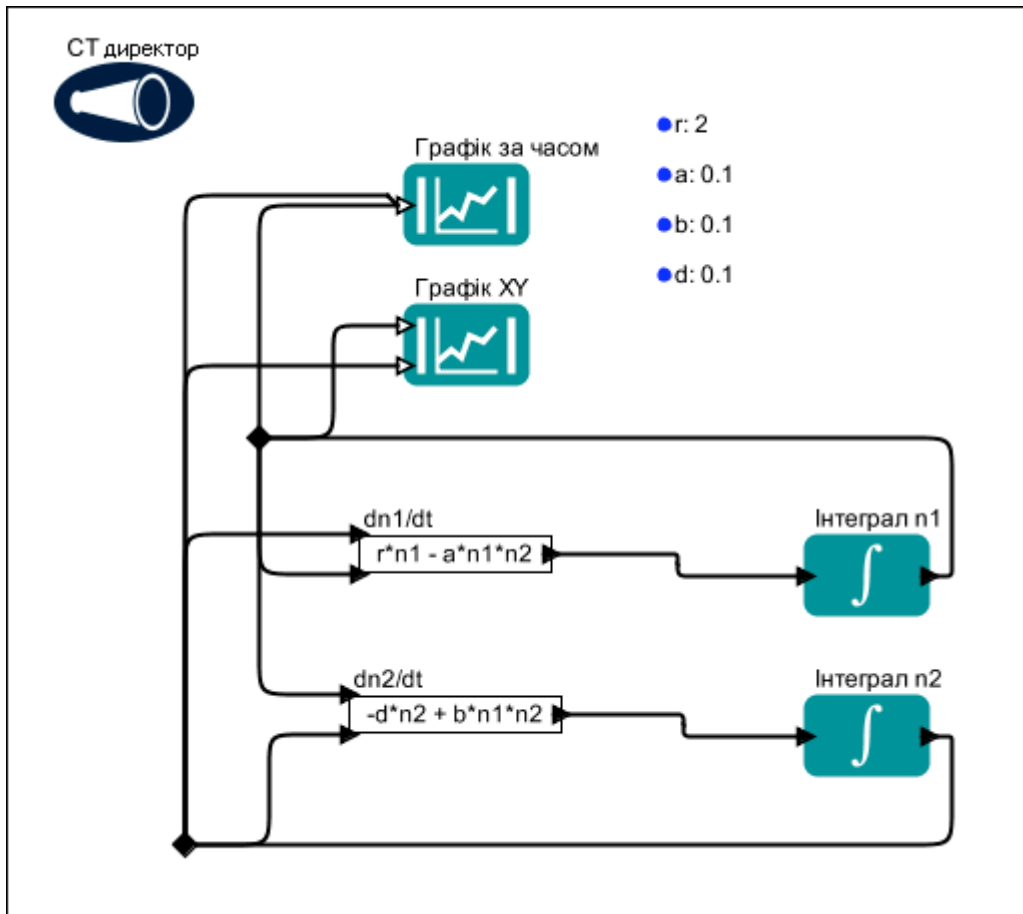 CT директор
Графік за часом
r: 2
a: 0.1
b: 0.1
d: 0.1
Графік XY
dn1/dt
r*n1 - a*n1*n2
Інтеграл n1
dn2/dt
-d*n2 + b*n1*n2
Інтеграл n2